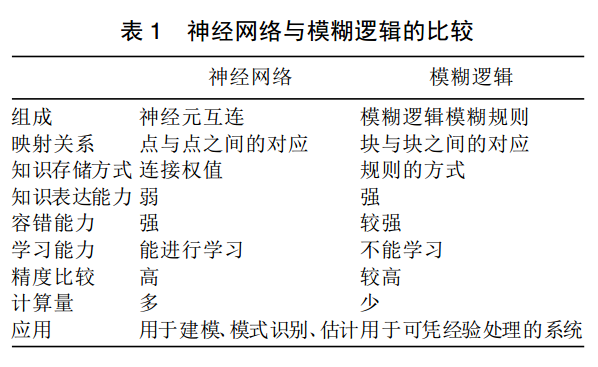 表 1 神经网络与模糊逻辑的比较
神经网络 模糊逻辑
组成 神经元互连 模糊逻辑模糊规则
映射关系 点与点之间的对应 块与块之间的对应
知识存储方式 连接权值 规则的方式
知识表达能力 弱 强
容错能力 强 较强
学习能力 能进行学习 不能学习
精度比较 高 较高
计算量 多 少
应用 用于建模、模式识别、估计 用于可凭经验处理的系统